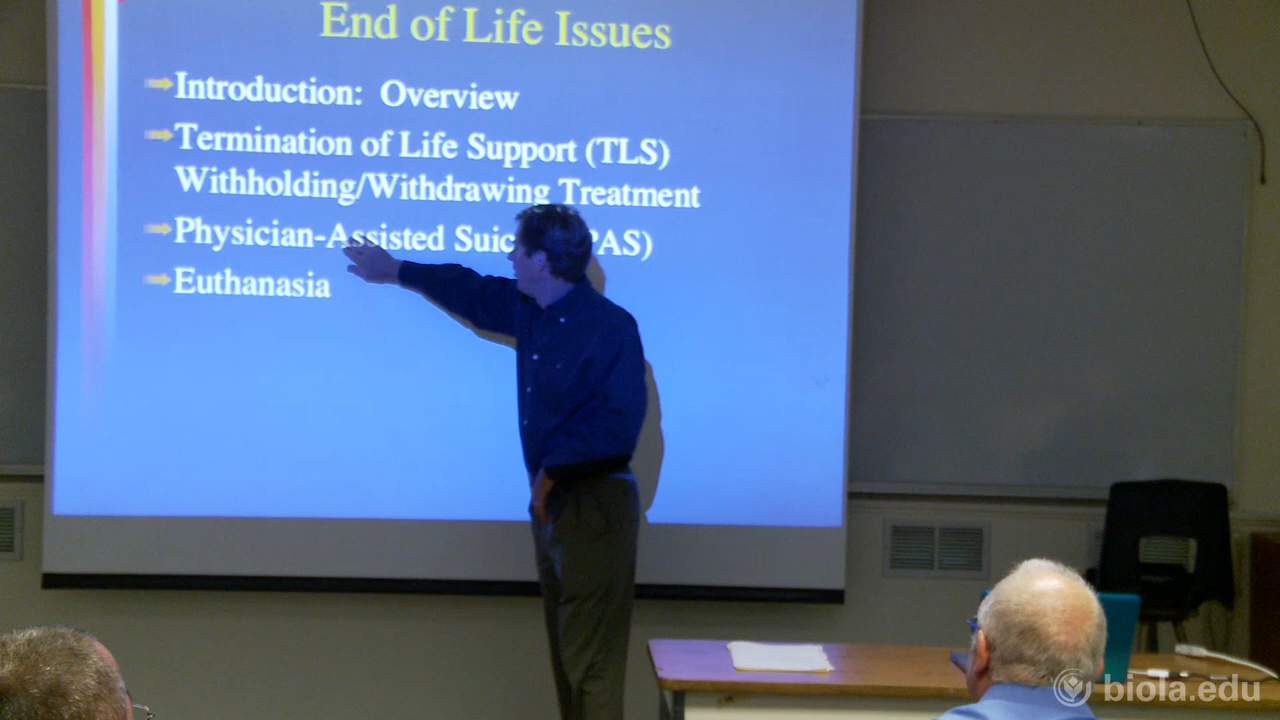 End of Life Issues
Introduction: Overview
Termination of Life Support (TLS)
Withholding/Withdrawing Treatment
Physician-Assisted
Euthanasia
biola.edu